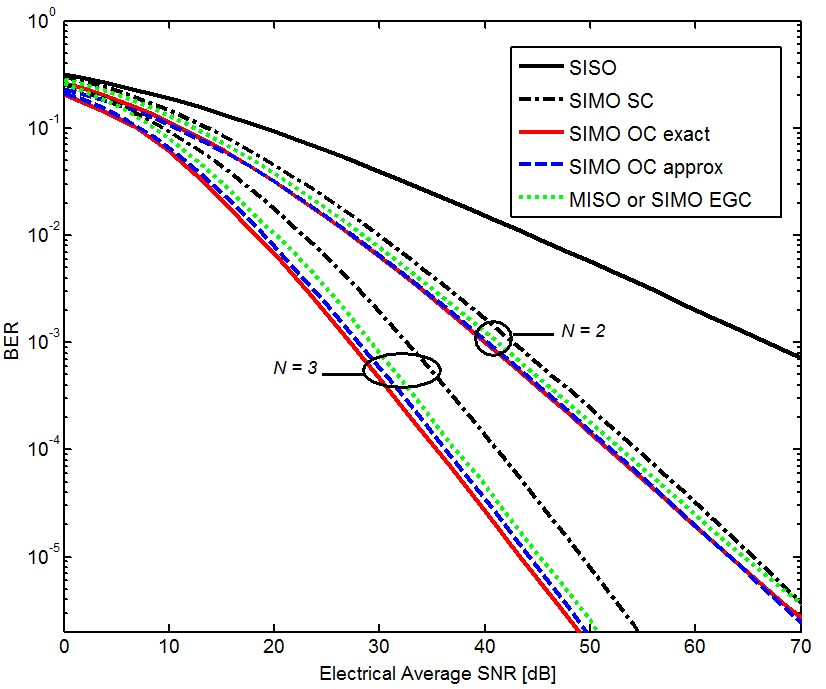 10^0
10^-1
10^-2
10^-3
10^-4
10^-5
BER
SISO
SIMO SC
SIMO OC exact
SIMO OC approx
MISO or SIMO EGC
N = 2
N = 3
0 10 20 30 40 50 60 70
Electrical Average SNR [dB]